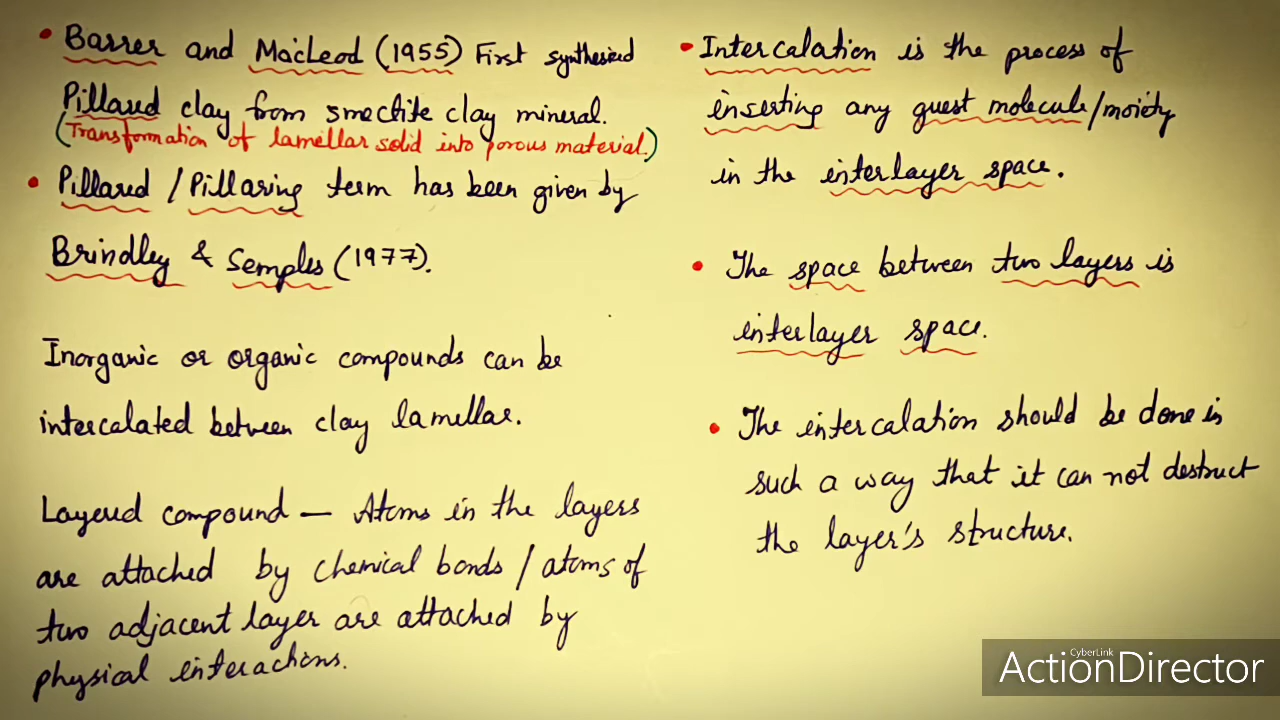 • Barrer and MacLeod (1955) First synthesized
Pillared clay from smectite clay mineral.
(Transformation of lamellar solid into porous material.)
• Pillared / Pillaring term has been given by
Brindley & Semples (1977).
Inorganic or organic compounds can be
intercalated between clay lamellar.
Layered compound — Atoms in the layers
are attached by chemical bonds / atoms of
two adjacent layer are attached by
physical interactions.
• Intercalation is the process of
inserting any guest molecule/moiety
in the interlayer space.
• The space between two layers is
interlayer space.
• The intercalation should be done in
such a way that it can not destruct
the layer's structure.
CyberLink
ActionDirector